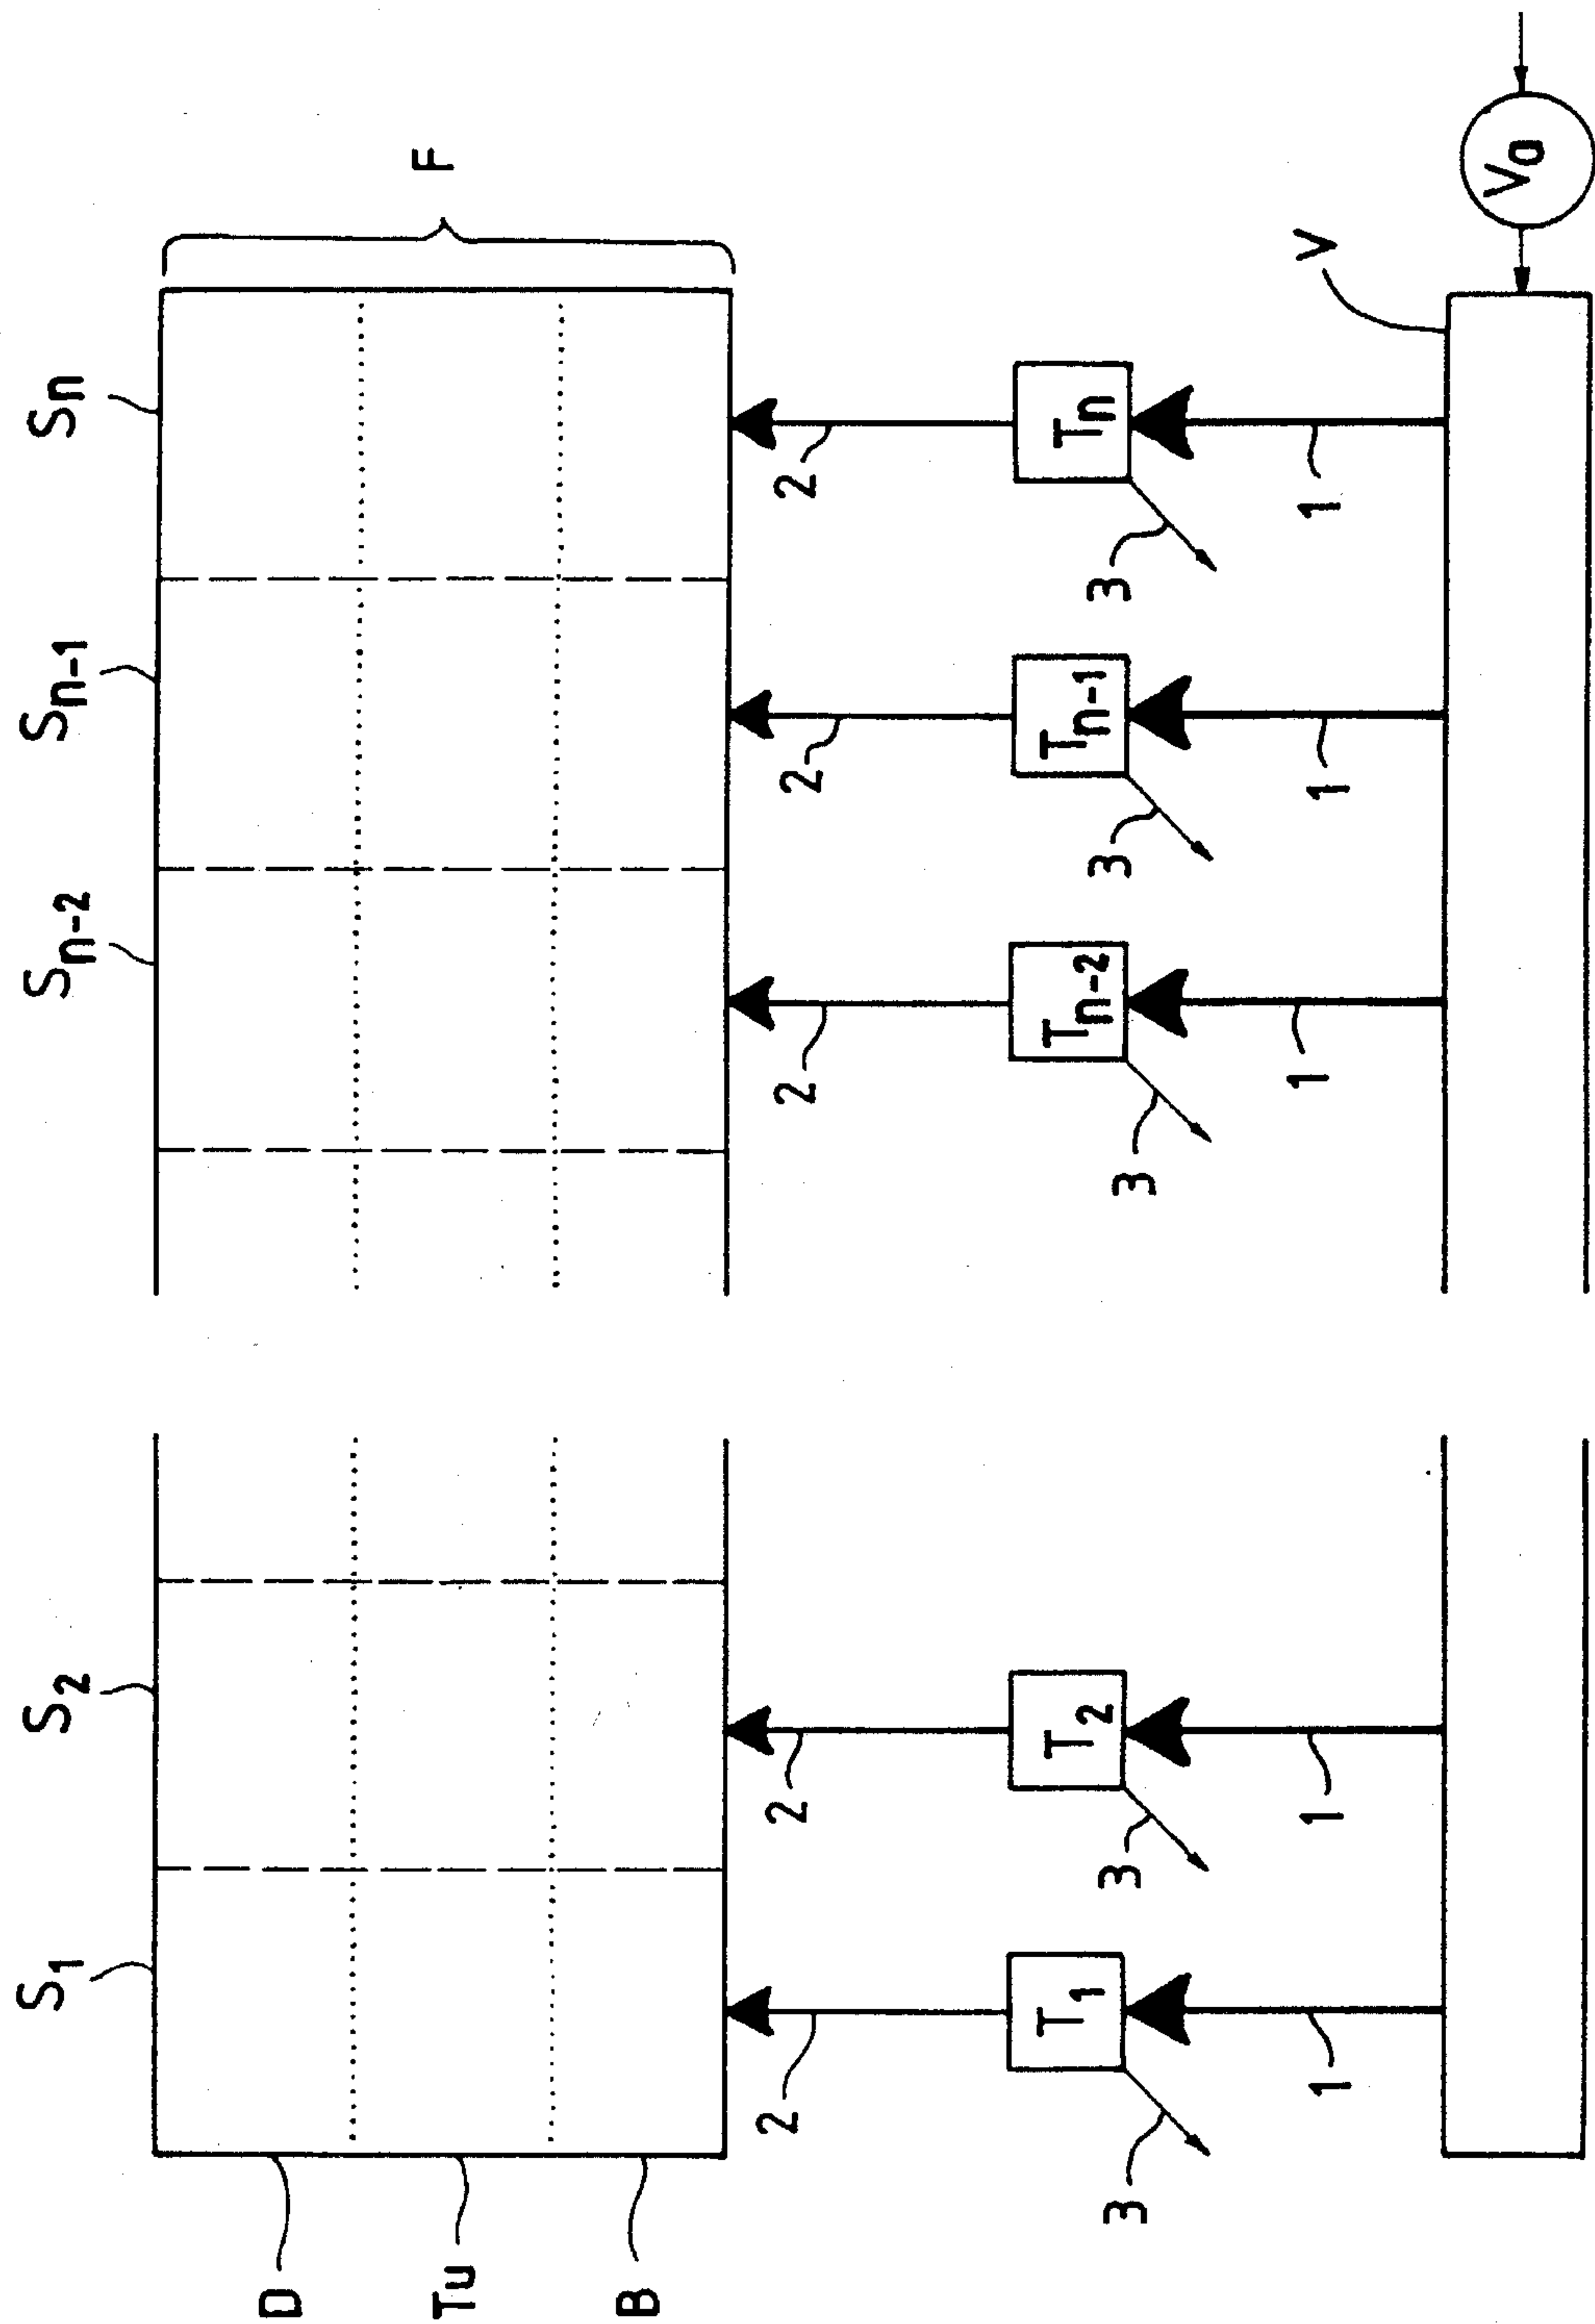 S1 S2 Sn-2 Sn-1 Sn
F
D
Tu
B
2 2 2 2 2
T1 T2 Tn-2 Tn-1 Tn
3 3 3 3 3
1 1 1 1 1
V
Va